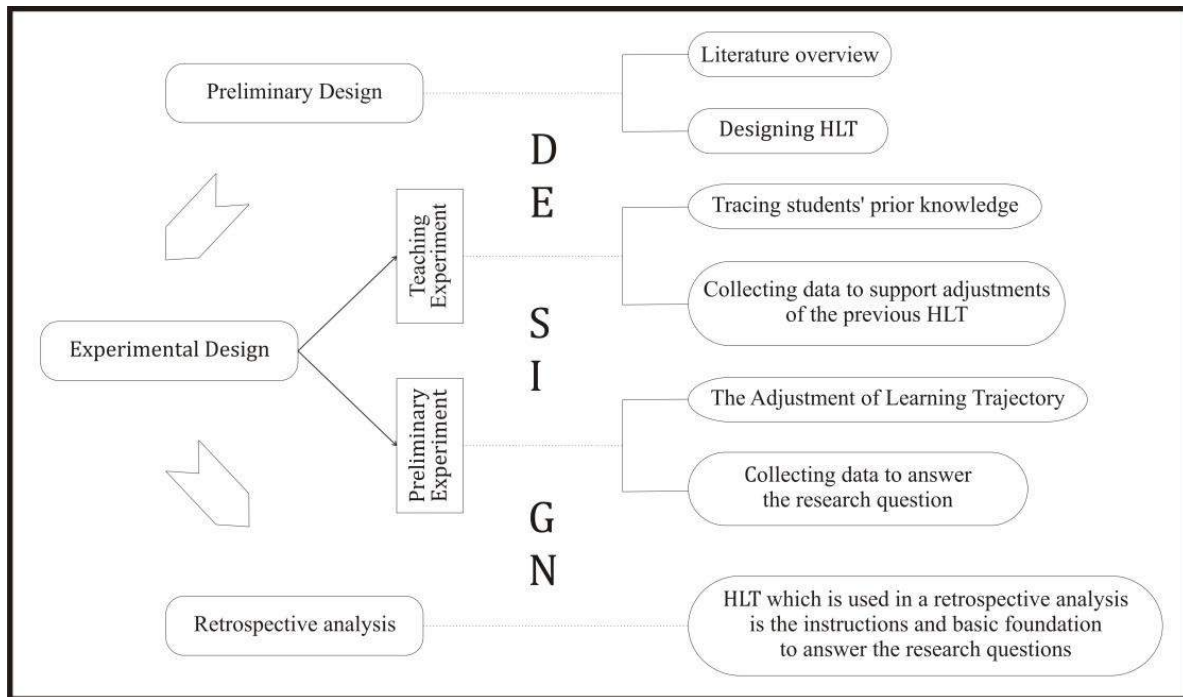 Preliminary Design
Literature overview
Designing HLT
D
E
S
I
G
N
Teaching
Experiment
Tracing students' prior knowledge
Collecting data to support adjustments
of the previous HLT
Experimental Design
Preliminary
Experiment
The Adjustment of Learning Trajectory
Collecting data to answer
the research question
Retrospective analysis
HLT which is used in a retrospective analysis
is the instructions and basic foundation
to answer the research questions